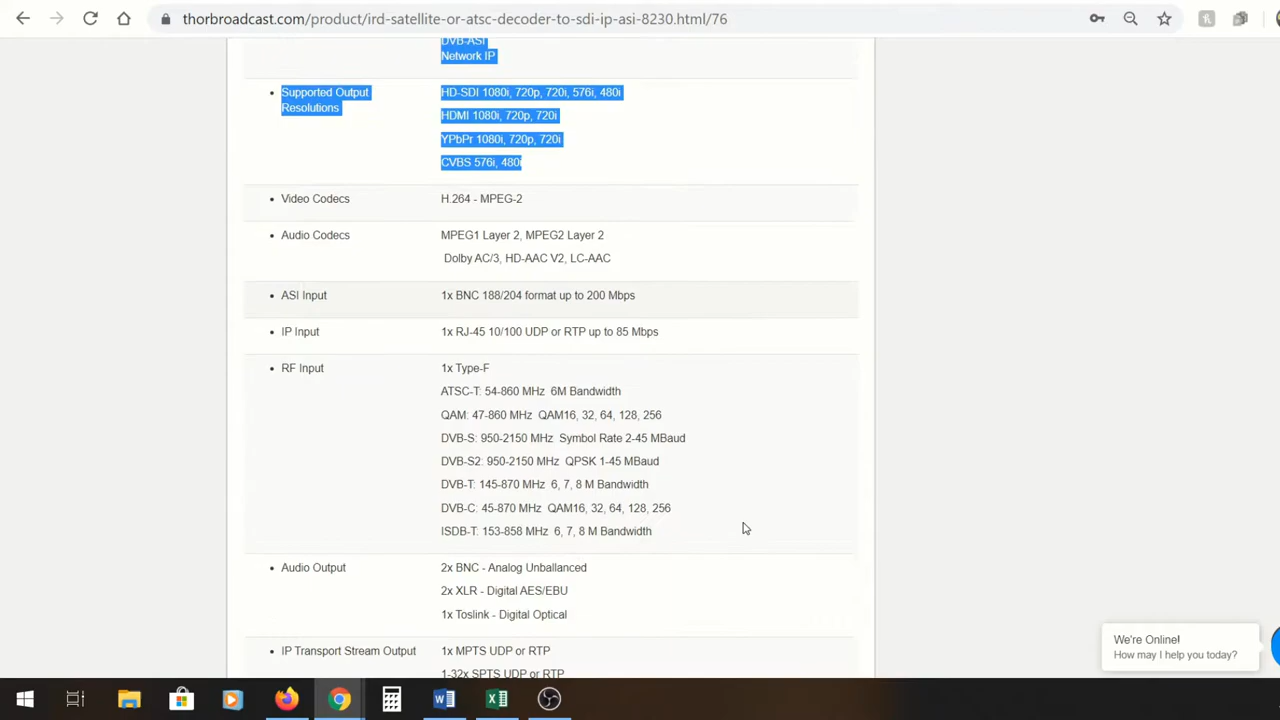 thorbroadcast.com/product/ird-satellite-or-atsc-decoder-to-sdi-ip-asi-8230.html/76
DVB-ASI
Network IP
Supported Output Resolutions
HD-SDI 1080i, 720p, 720i, 576i, 480i
HDMI 1080i, 720p, 720i
YPbPr 1080i, 720p, 720i
CVBS 576i, 480i
Video Codecs
H.264 - MPEG-2
Audio Codecs
MPEG1 Layer 2, MPEG2 Layer 2
Dolby AC/3, HD-AAC V2, LC-AAC
ASI Input
1x BNC 188/204 format up to 200 Mbps
IP Input
1x RJ-45 10/100 UDP or RTP up to 85 Mbps
RF Input
1x Type-F
ATSC-T: 54-860 MHz 6M Bandwidth
QAM: 47-860 MHz QAM16, 32, 64, 128, 256
DVB-S: 950-2150 MHz Symbol Rate 2-45 MBaud
DVB-S2: 950-2150 MHz QPSK 1-45 MBaud
DVB-T: 145-870 MHz 6, 7, 8 M Bandwidth
DVB-C: 45-870 MHz QAM16, 32, 64, 128, 256
ISDB-T: 153-858 MHz 6, 7, 8 M Bandwidth
Audio Output
2x BNC - Analog Unballanced
2x XLR - Digital AES/EBU
1x Toslink - Digital Optical
IP Transport Stream Output
1x MPTS UDP or RTP
1-32x SPTS UDP or RTP
We're Online!
How may I help you today?